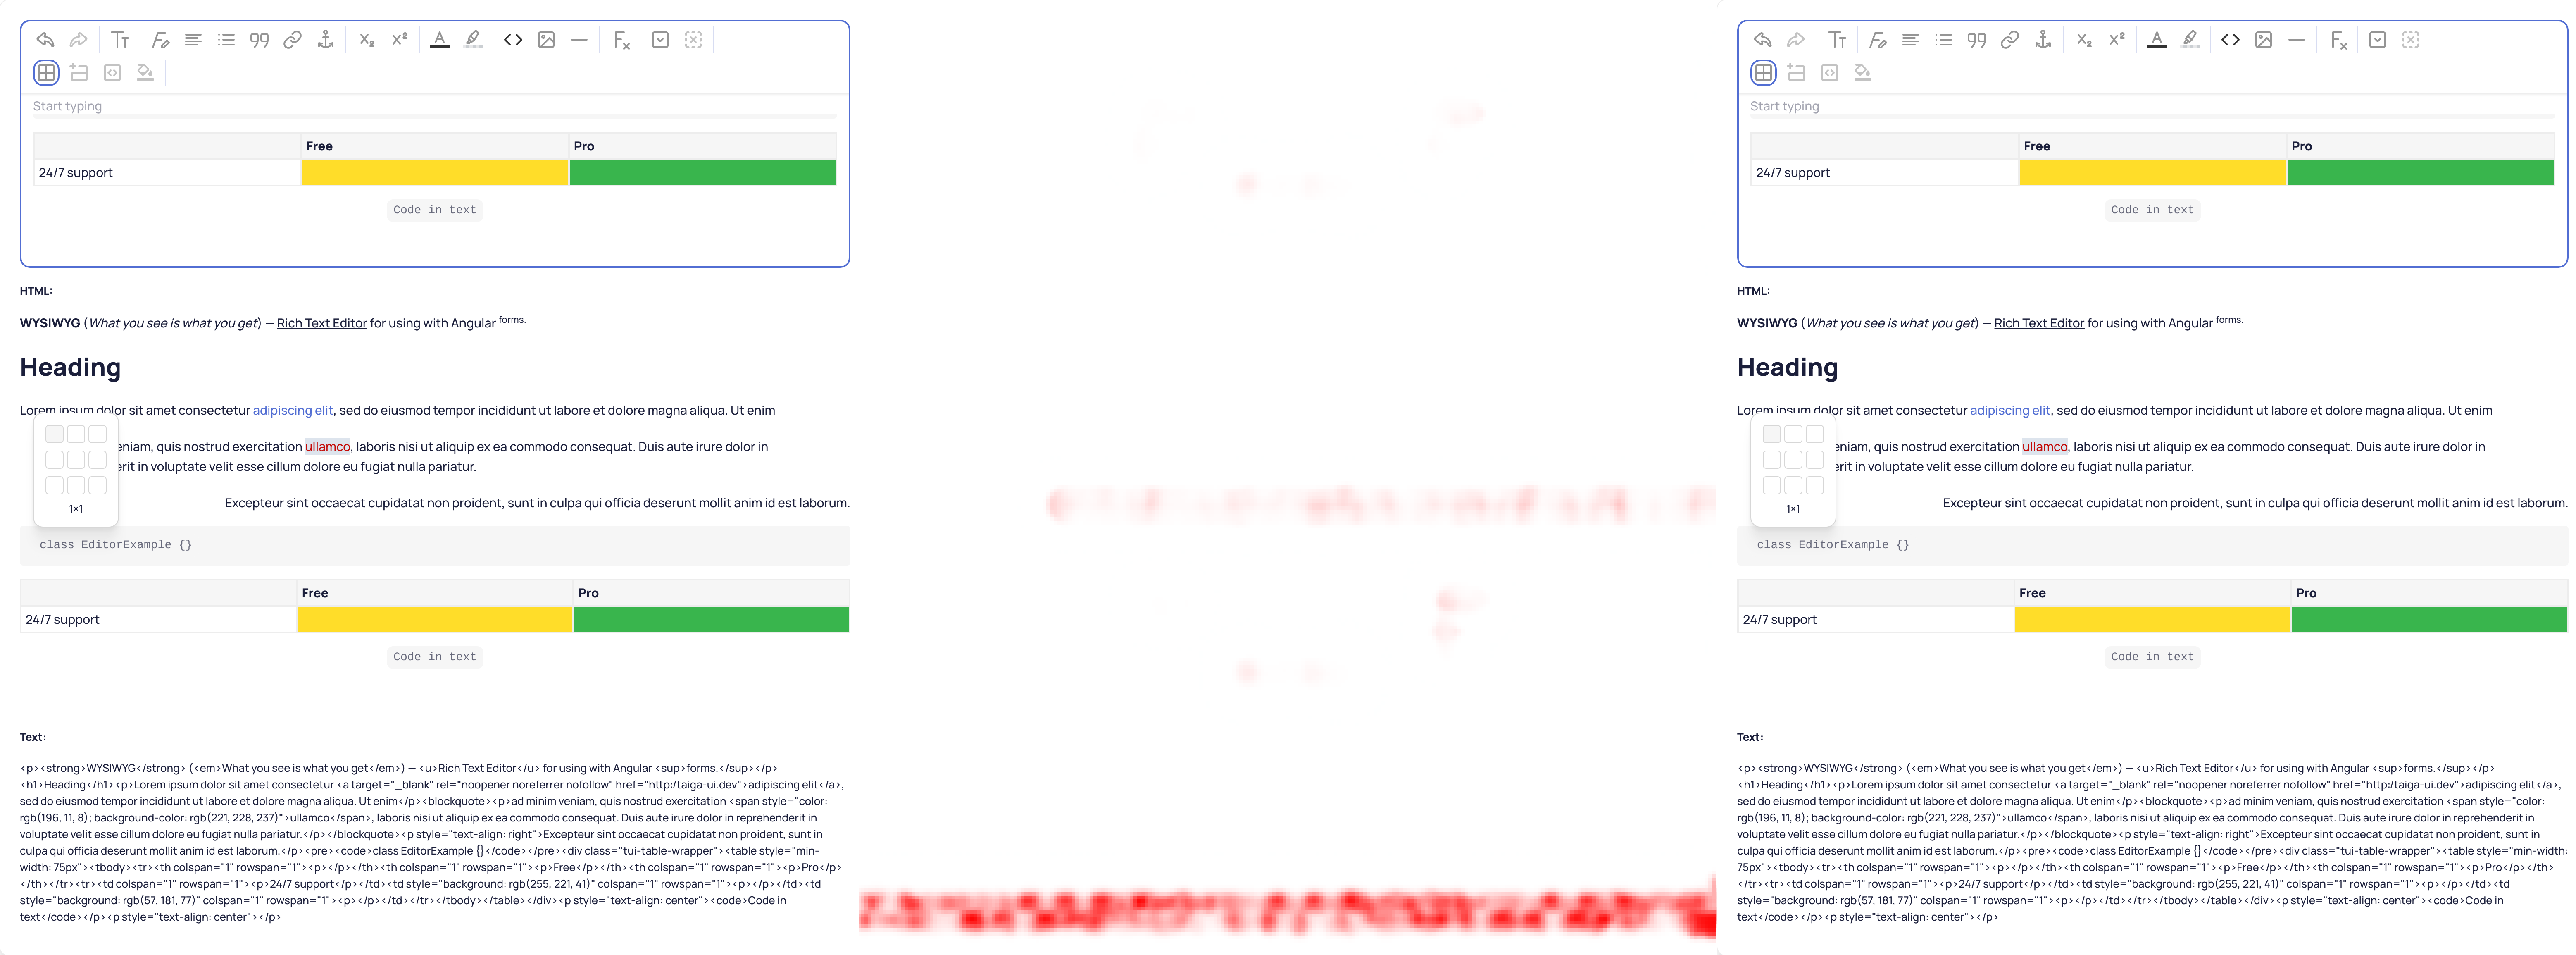 Start typing
Free Pro
24/7 support
Code in text
HTML:
WYSIWYG (What you see is what you get) — Rich Text Editor for using with Angular forms.
Heading
Lorem ipsum dolor sit amet consectetur adipiscing elit, sed do eiusmod tempor incididunt ut labore et dolore magna aliqua. Ut enim
eniam, quis nostrud exercitation ullamco, laboris nisi ut aliquip ex ea commodo consequat. Duis aute irure dolor in
erit in voluptate velit esse cillum dolore eu fugiat nulla pariatur.
1×1
Excepteur sint occaecat cupidatat non proident, sunt in culpa qui officia deserunt mollit anim id est laborum.
class EditorExample {}
Free Pro
24/7 support
Code in text
Text:
<p><strong>WYSIWYG</strong> (<em>What you see is what you get</em>) — <u>Rich Text Editor</u> for using with Angular <sup>forms.</sup></p>
<h1>Heading</h1><p>Lorem ipsum dolor sit amet consectetur <a target="_blank" rel="noopener noreferrer nofollow" href="http:/taiga-ui.dev">adipiscing elit</a>,
sed do eiusmod tempor incididunt ut labore et dolore magna aliqua. Ut enim</p><blockquote><p>ad minim veniam, quis nostrud exercitation <span style="color:
rgb(196, 11, 8); background-color: rgb(221, 228, 237)">ullamco</span>, laboris nisi ut aliquip ex ea commodo consequat. Duis aute irure dolor in reprehenderit in
voluptate velit esse cillum dolore eu fugiat nulla pariatur.</p></blockquote><p style="text-align: right">Excepteur sint occaecat cupidatat non proident, sunt in
culpa qui officia deserunt mollit anim id est laborum.</p><pre><code>class EditorExample {}</code></pre><div class="tui-table-wrapper"><table style="min-
width: 75px"><tbody><tr><th colspan="1" rowspan="1"><p></p></th><th colspan="1" rowspan="1"><p>Free</p></th><th colspan="1" rowspan="1"><p>Pro</p>
</th></tr><tr><td colspan="1" rowspan="1"><p>24/7 support</p></td><td style="background: rgb(255, 221, 41)" colspan="1" rowspan="1"><p></p></td><td
style="background: rgb(57, 181, 77)" colspan="1" rowspan="1"><p></p></td></tr></tbody></table></div><p style="text-align: center"><code>Code in
text</code></p><p style="text-align: center"></p>
Start typing
Free Pro
24/7 support
Code in text
HTML:
WYSIWYG (What you see is what you get) — Rich Text Editor for using with Angular forms.
Heading
Lorem ipsum dolor sit amet consectetur adipiscing elit, sed do eiusmod tempor incididunt ut labore et dolore magna aliqua. Ut enim
eniam, quis nostrud exercitation ullamco, laboris nisi ut aliquip ex ea commodo consequat. Duis aute irure dolor in
erit in voluptate velit esse cillum dolore eu fugiat nulla pariatur.
1×1
Excepteur sint occaecat cupidatat non proident, sunt in culpa qui officia deserunt mollit anim id est laborum.
class EditorExample {}
Free Pro
24/7 support
Code in text
Text:
<p><strong>WYSIWYG</strong> (<em>What you see is what you get</em>) — <u>Rich Text Editor</u> for using with Angular <sup>forms.</sup></p>
<h1>Heading</h1><p>Lorem ipsum dolor sit amet consectetur <a target="_blank" rel="noopener noreferrer nofollow" href="http:/taiga-ui.dev">adipiscing elit</a>,
sed do eiusmod tempor incididunt ut labore et dolore magna aliqua. Ut enim</p><blockquote><p>ad minim veniam, quis nostrud exercitation <span style="color:
rgb(196, 11, 8); background-color: rgb(221, 228, 237)">ullamco</span>, laboris nisi ut aliquip ex ea commodo consequat. Duis aute irure dolor in reprehenderit in
voluptate velit esse cillum dolore eu fugiat nulla pariatur.</p></blockquote><p style="text-align: right">Excepteur sint occaecat cupidatat non proident, sunt in
culpa qui officia deserunt mollit anim id est laborum.</p><pre><code>class EditorExample {}</code></pre><div class="tui-table-wrapper"><table style="min-width:
75px"><tbody><tr><th colspan="1" rowspan="1"><p></p></th><th colspan="1" rowspan="1"><p>Free</p></th><th colspan="1" rowspan="1"><p>Pro</p></th>
</tr><tr><td colspan="1" rowspan="1"><p>24/7 support</p></td><td style="background: rgb(255, 221, 41)" colspan="1" rowspan="1"><p></p></td><td
style="background: rgb(57, 181, 77)" colspan="1" rowspan="1"><p></p></td></tr></tbody></table></div><p style="text-align: center"><code>Code in
text</code></p><p style="text-align: center"></p>